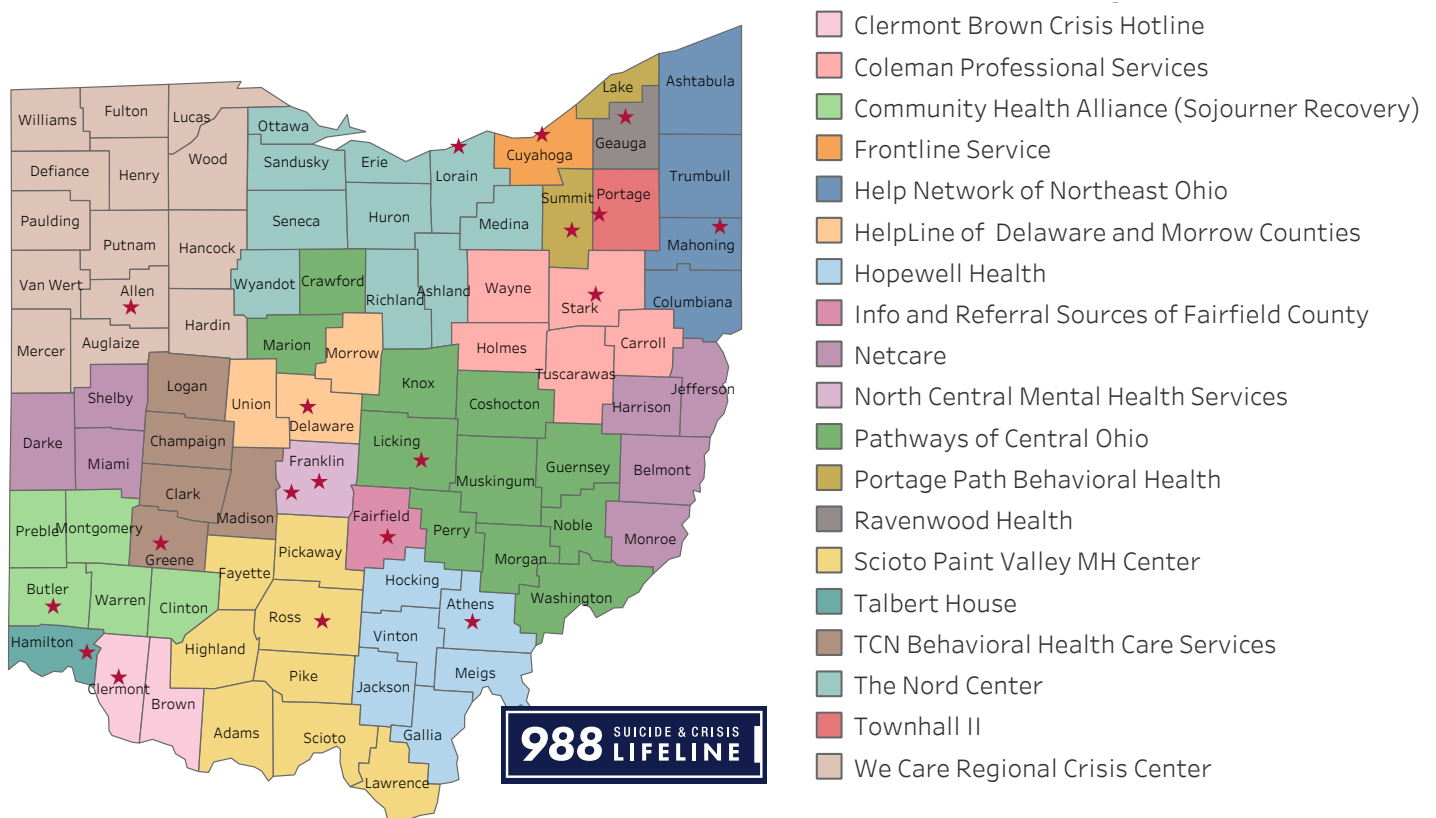 Williams
Fulton
Lucas
Defiance
Henry
Wood
Paulding
Putnam
Hancock
Van Wert
Allen
Hardin
Mercer
Auglaize
Ottawa
Sandusky
Erie
Lorain
Seneca
Huron
Medina
Wyandot
Crawford
Richland
Ashland
Cuyahoga
Lake
Geauga
Ashtabula
Trumbull
Summit
Portage
Mahoning
Columbiana
Wayne
Stark
Holmes
Carroll
Tuscarawas
Marion
Morrow
Knox
Coshocton
Harrison
Jefferson
Shelby
Logan
Union
Delaware
Darke
Miami
Champaign
Clark
Madison
Franklin
Licking
Muskingum
Guernsey
Belmont
Preble
Montgomery
Greene
Fayette
Pickaway
Fairfield
Perry
Morgan
Noble
Monroe
Butler
Warren
Clinton
Ross
Hocking
Athens
Washington
Hamilton
Clermont
Brown
Highland
Pike
Vinton
Jackson
Meigs
Adams
Scioto
Gallia
Lawrence
988 SUICIDE & CRISIS
LIFELINE
Clermont Brown Crisis Hotline
Coleman Professional Services
Community Health Alliance (Sojourner Recovery)
Frontline Service
Help Network of Northeast Ohio
HelpLine of Delaware and Morrow Counties
Hopewell Health
Info and Referral Sources of Fairfield County
Netcare
North Central Mental Health Services
Pathways of Central Ohio
Portage Path Behavioral Health
Ravenwood Health
Scioto Paint Valley MH Center
Talbert House
TCN Behavioral Health Care Services
The Nord Center
Townhall II
We Care Regional Crisis Center